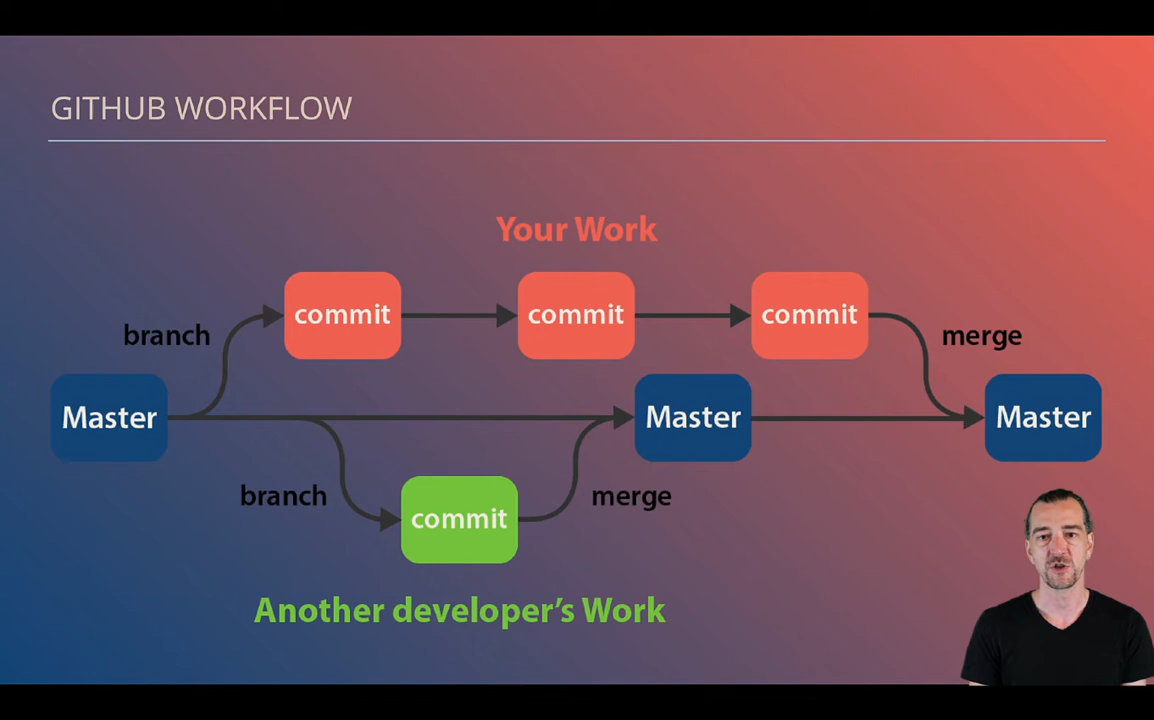 GITHUB WORKFLOW
Your Work
commit
commit
commit
branch
merge
Master
Master
Master
branch
merge
commit
Another developer’s Work